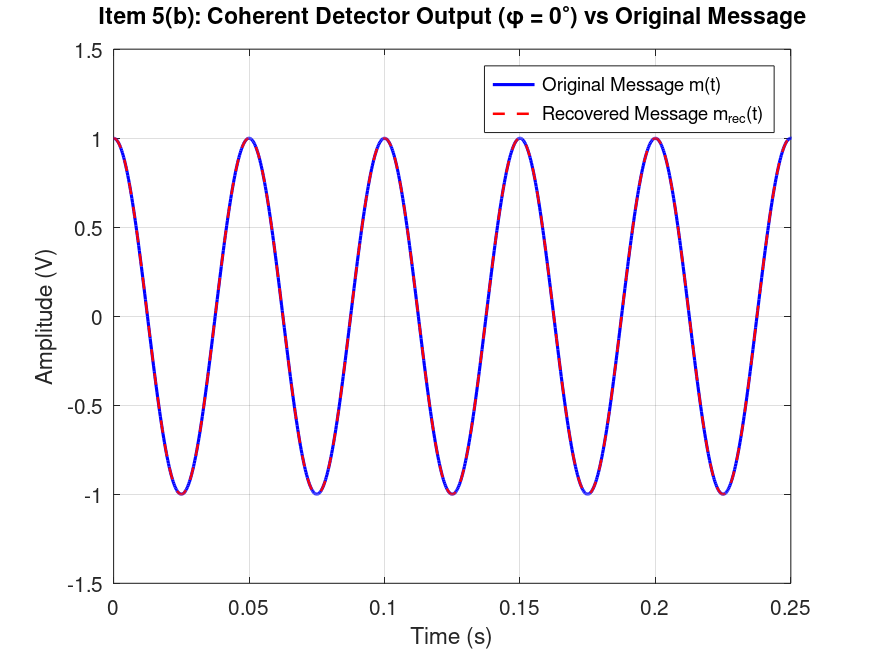 Item 5(b): Coherent Detector Output (φ = 0°) vs Original Message
Original Message m(t)
Recovered Message mrec(t)
1.5
1
0.5
0
-0.5
-1
-1.5
Amplitude (V)
0 0.05 0.1 0.15 0.2 0.25
Time (s)